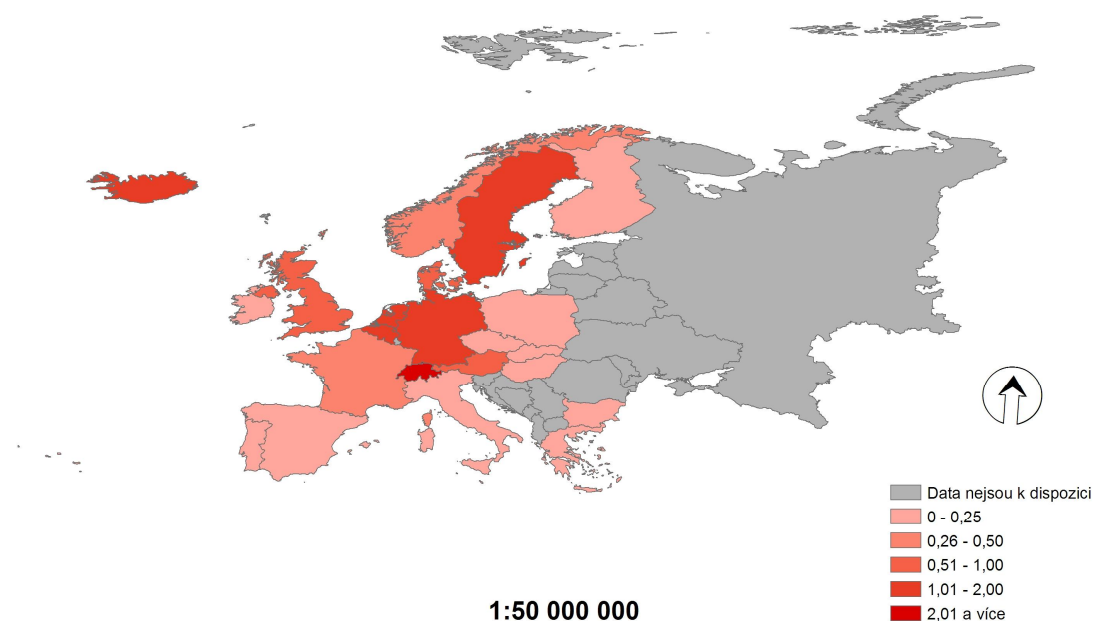 Data nejsou k dispozici
0 - 0,25
0,26 - 0,50
0,51 - 1,00
1,01 - 2,00
2,01 a více
1:50 000 000